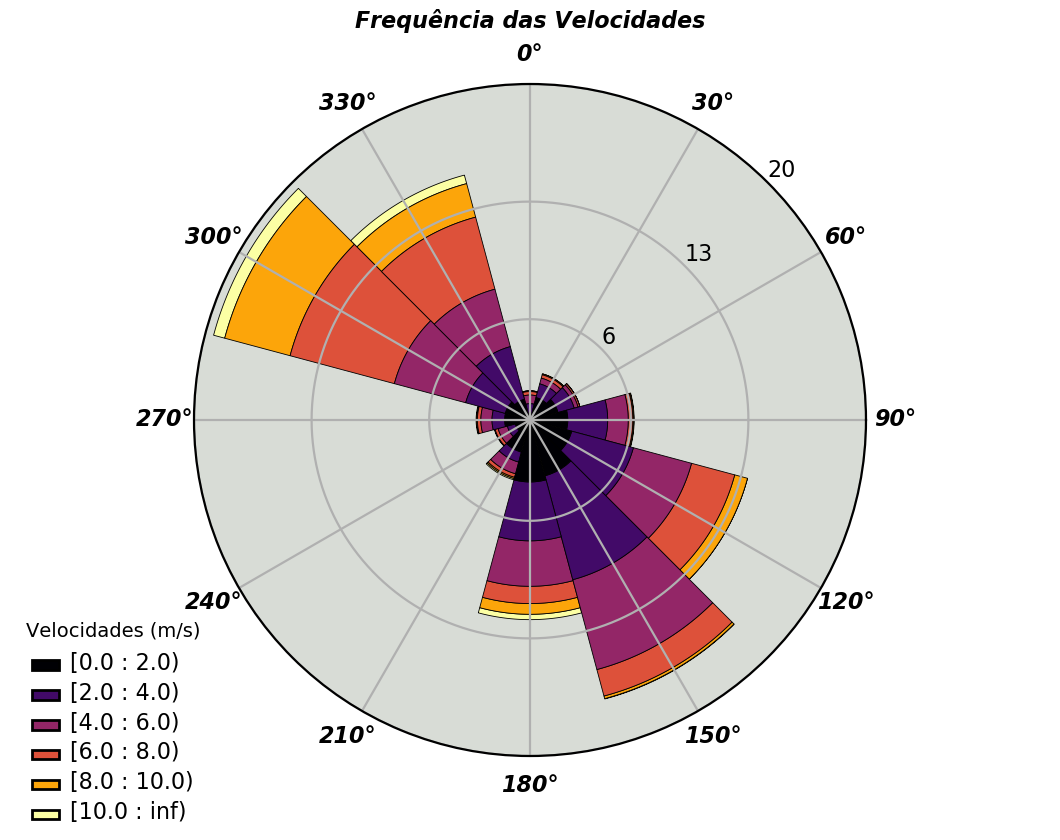 Frequência das Velocidades
0°
330°
30°
20
300°
60°
13
6
270°
90°
240°
120°
210°
150°
180°
Velocidades (m/s)
[0.0 : 2.0)
[2.0 : 4.0)
[4.0 : 6.0)
[6.0 : 8.0)
[8.0 : 10.0)
[10.0 : inf)